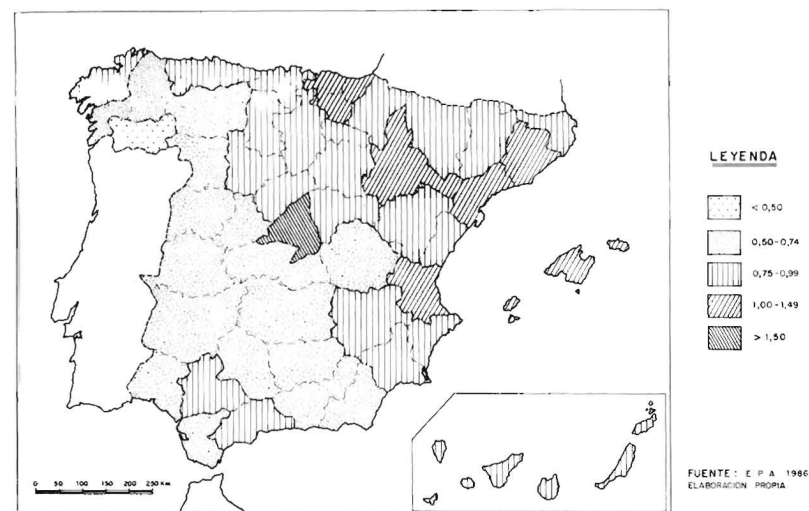 LEYENDA
< 0,50
0,50-0,74
0,75-0,99
1,00-1,49
> 1,50
0 50 100 150 200 250 Km.
FUENTE: E P A 1986
ELABORACION PROPIA